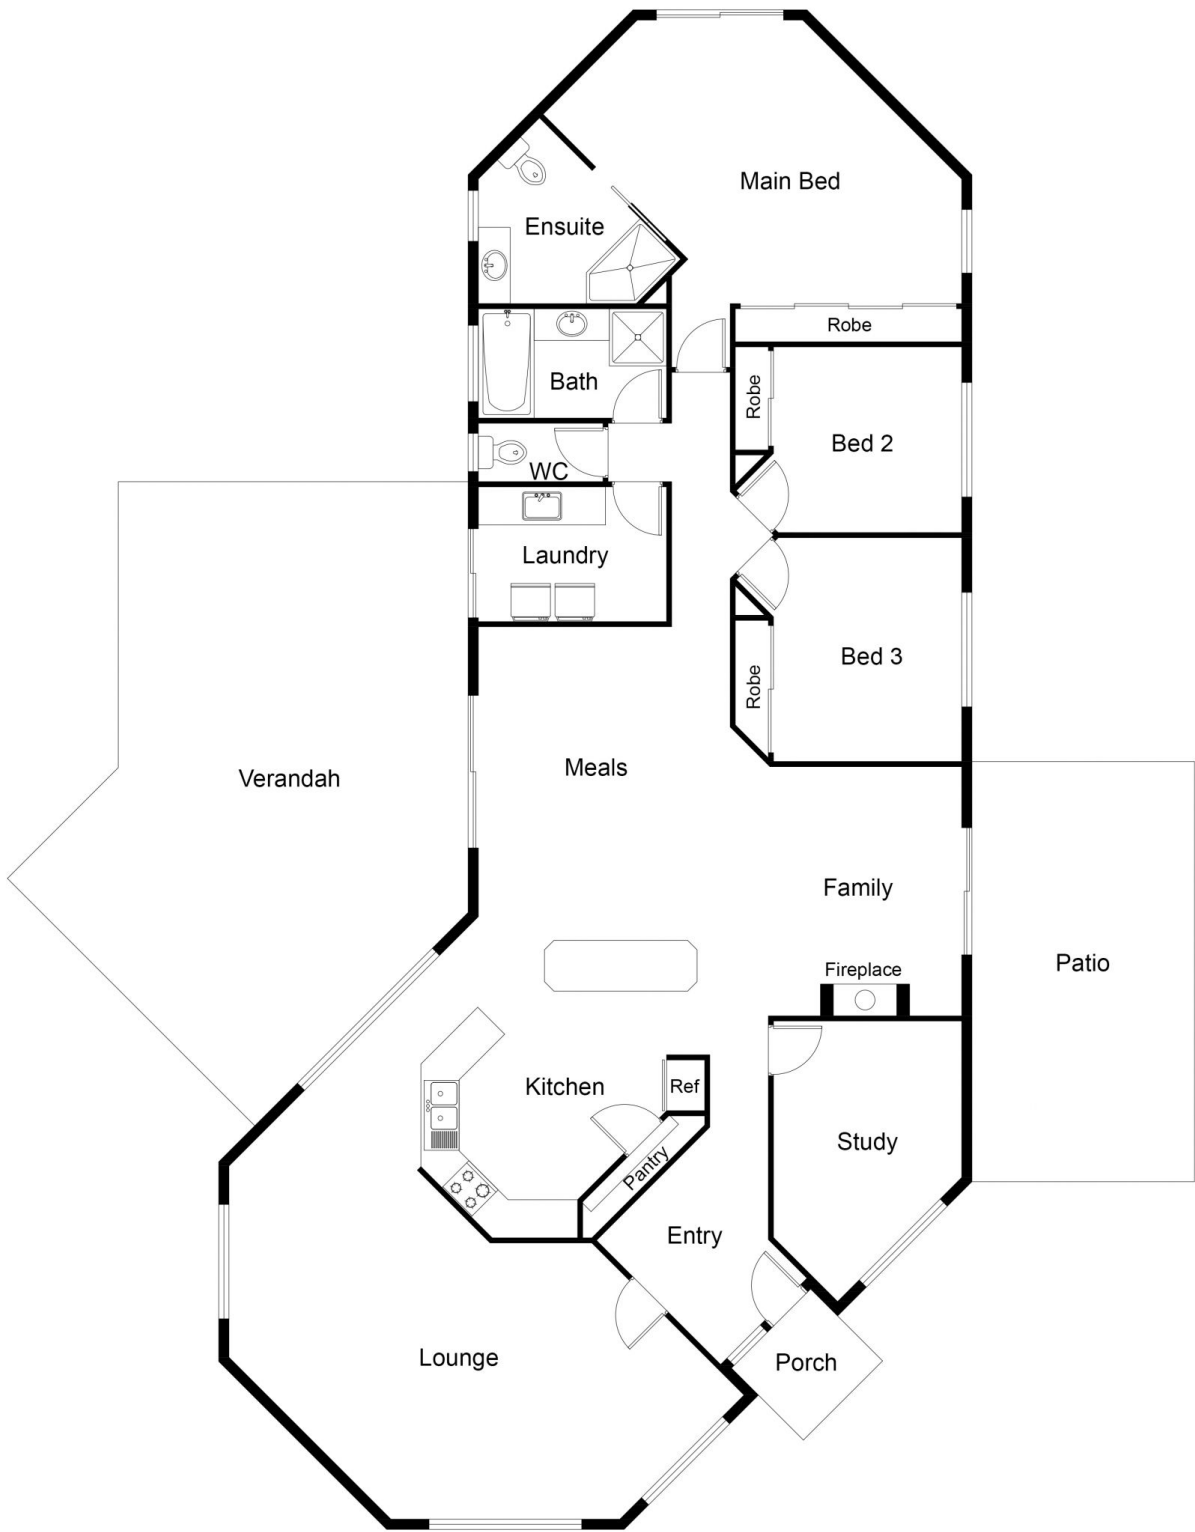 Main Bed
Ensuite
Robe
Bath
Robe
Bed 2
WC
Laundry
Bed 3
Robe
Meals
Verandah
Family
Fireplace
Patio
Kitchen
Ref
Study
Pantry
Entry
Lounge
Porch